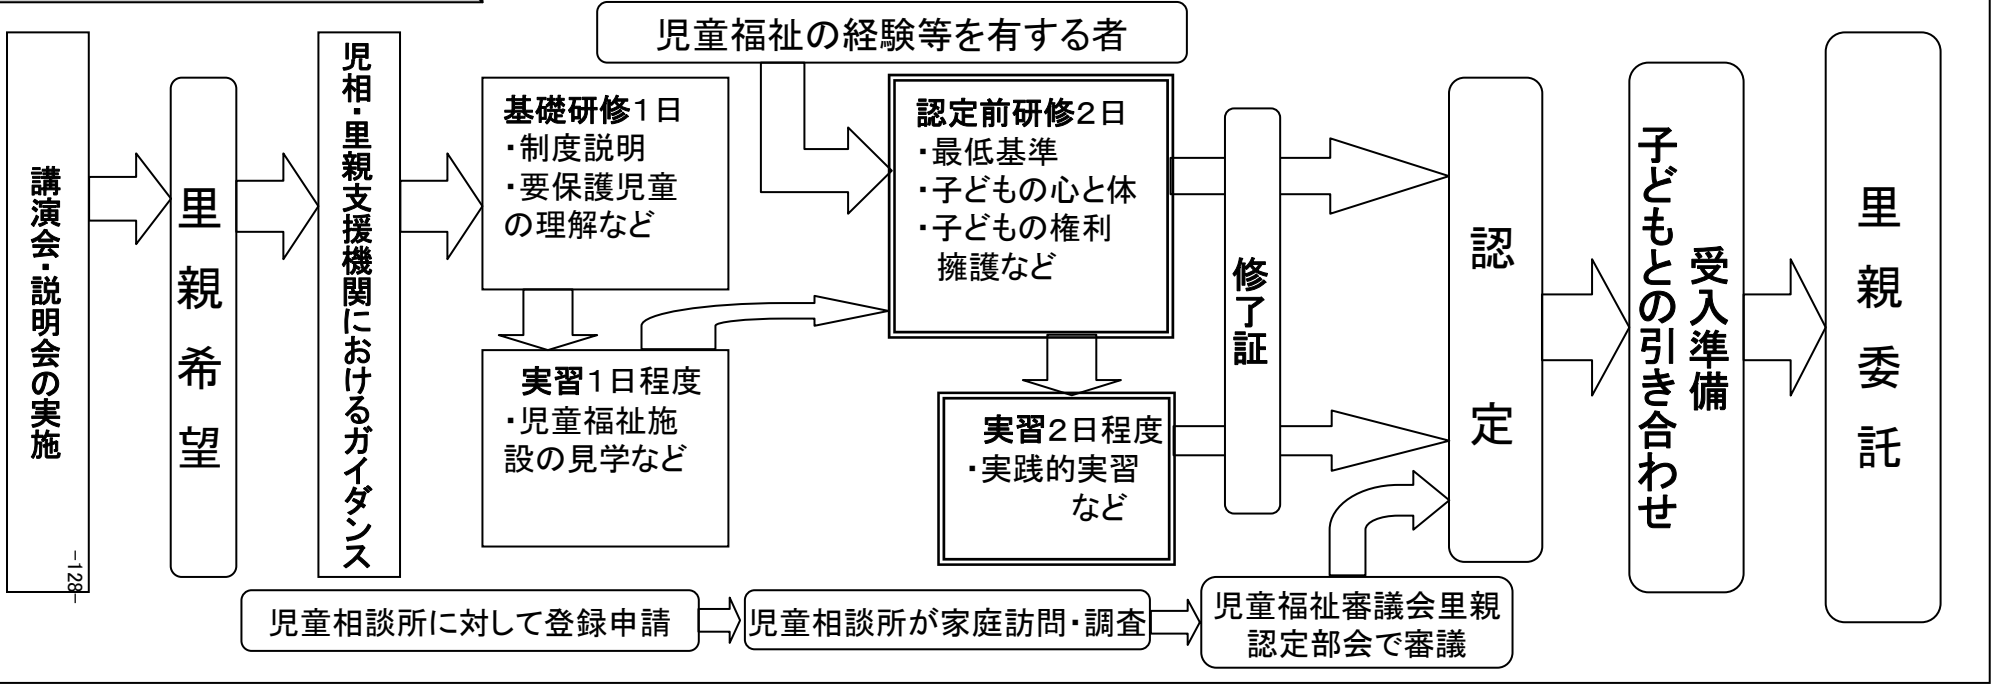 児童福祉の経験等を有する者
講演会・説明会の実施
里親希望
児相・里親支援機関におけるガイダンス
基礎研修１日
・制度説明
・要保護児童
の理解など
実習１日程度
・児童福祉施
設の見学など
認定前研修２日
・最低基準
・子どもの心と体
・子どもの権利
擁護など
実習２日程度
・実践的実習
など
修了証
認定
受入準備
子どもとの引き合わせ
里親委託
児童相談所に対して登録申請
児童相談所が家庭訪問・調査
児童福祉審議会里親
認定部会で審議
-128-